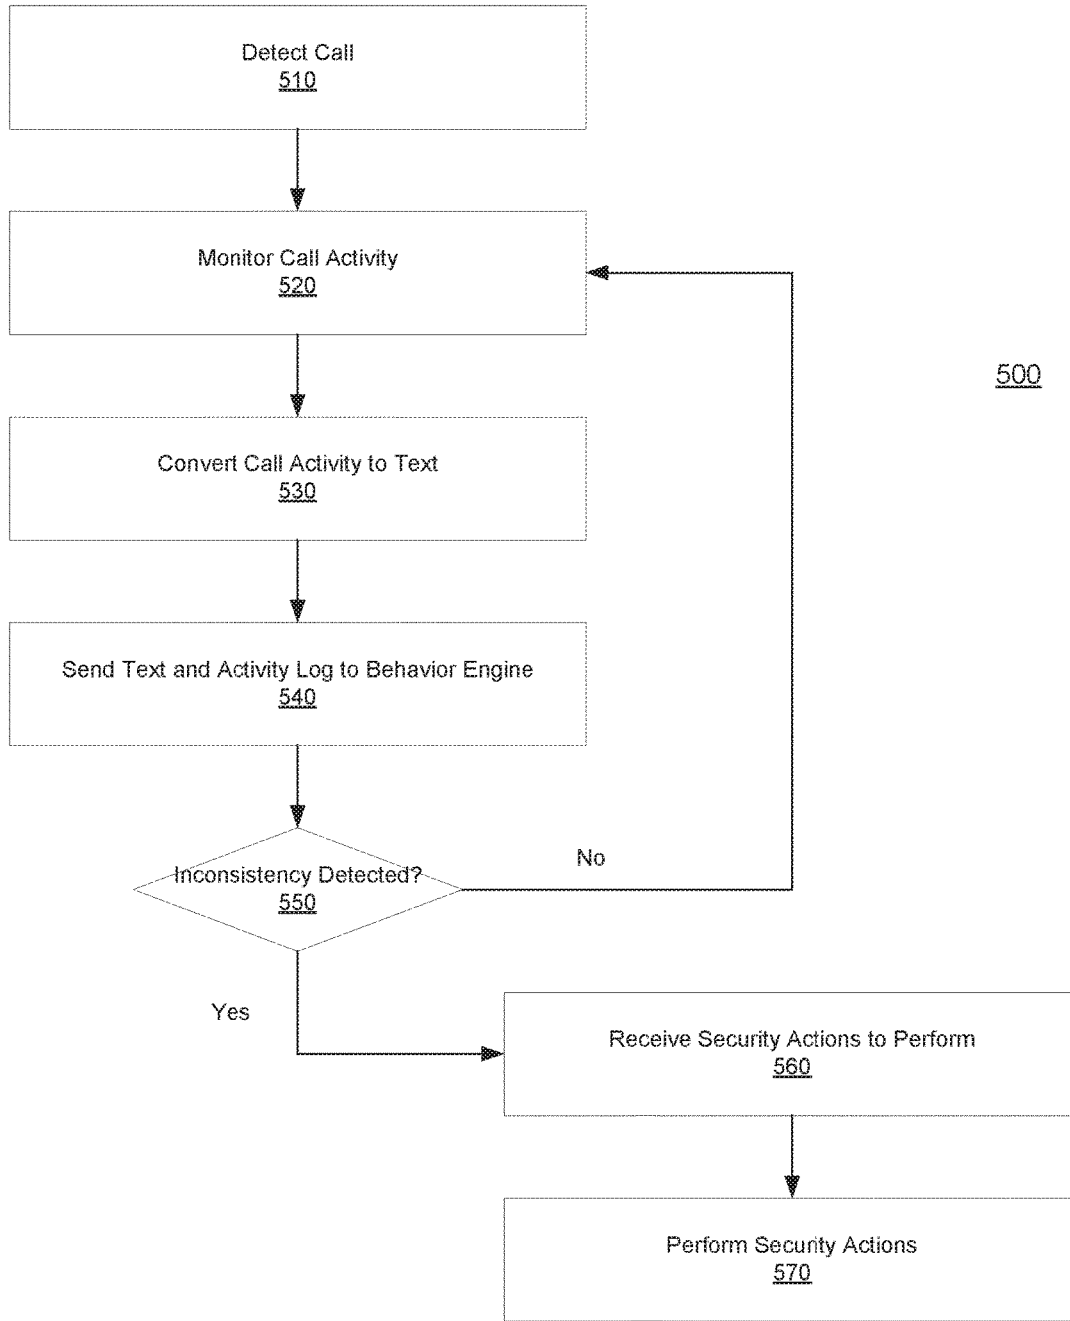 Detect Call
510
Monitor Call Activity
520
500
Convert Call Activity to Text
530
Send Text and Activity Log to Behavior Engine
540
Inconsistency Detected?
550
No
Yes
Receive Security Actions to Perform
560
Perform Security Actions
570